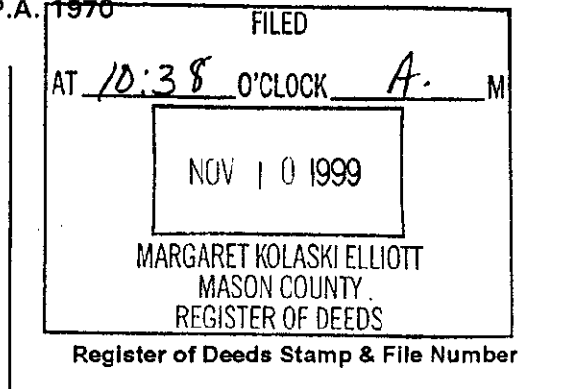 P.A. 1970
FILED
AT 10:38 O'CLOCK A. M
NOV 10 1999
MARGARET KOLASKI ELLIOTT
MASON COUNTY.
REGISTER OF DEEDS
Register of Deeds Stamp & File Number